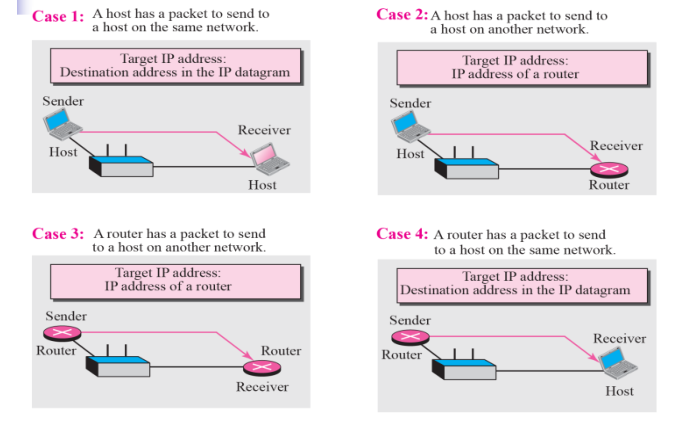 Case 1: A host has a packet to send to
a host on the same network.
Target IP address:
Destination address in the IP datagram
Sender
Receiver
Host
Host
Case 2: A host has a packet to send to
a host on another network.
Target IP address:
IP address of a router
Sender
Receiver
Host
Router
Case 3: A router has a packet to send
to a host on another network.
Target IP address:
IP address of a router
Sender
Router
Router
Receiver
Case 4: A router has a packet to send
to a host on the same network.
Target IP address:
Destination address in the IP datagram
Sender
Receiver
Router
Host